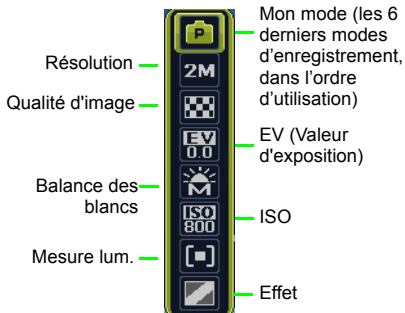 Mon mode (les 6
derniers modes
d'enregistrement,
dans l'ordre
d'utilisation)
P
Résolution
2M
Qualité d'image
EV
0.0
EV (Valeur
d'exposition)
Balance des
blancs
M
ISO
800
ISO
Mesure lum.
Effet